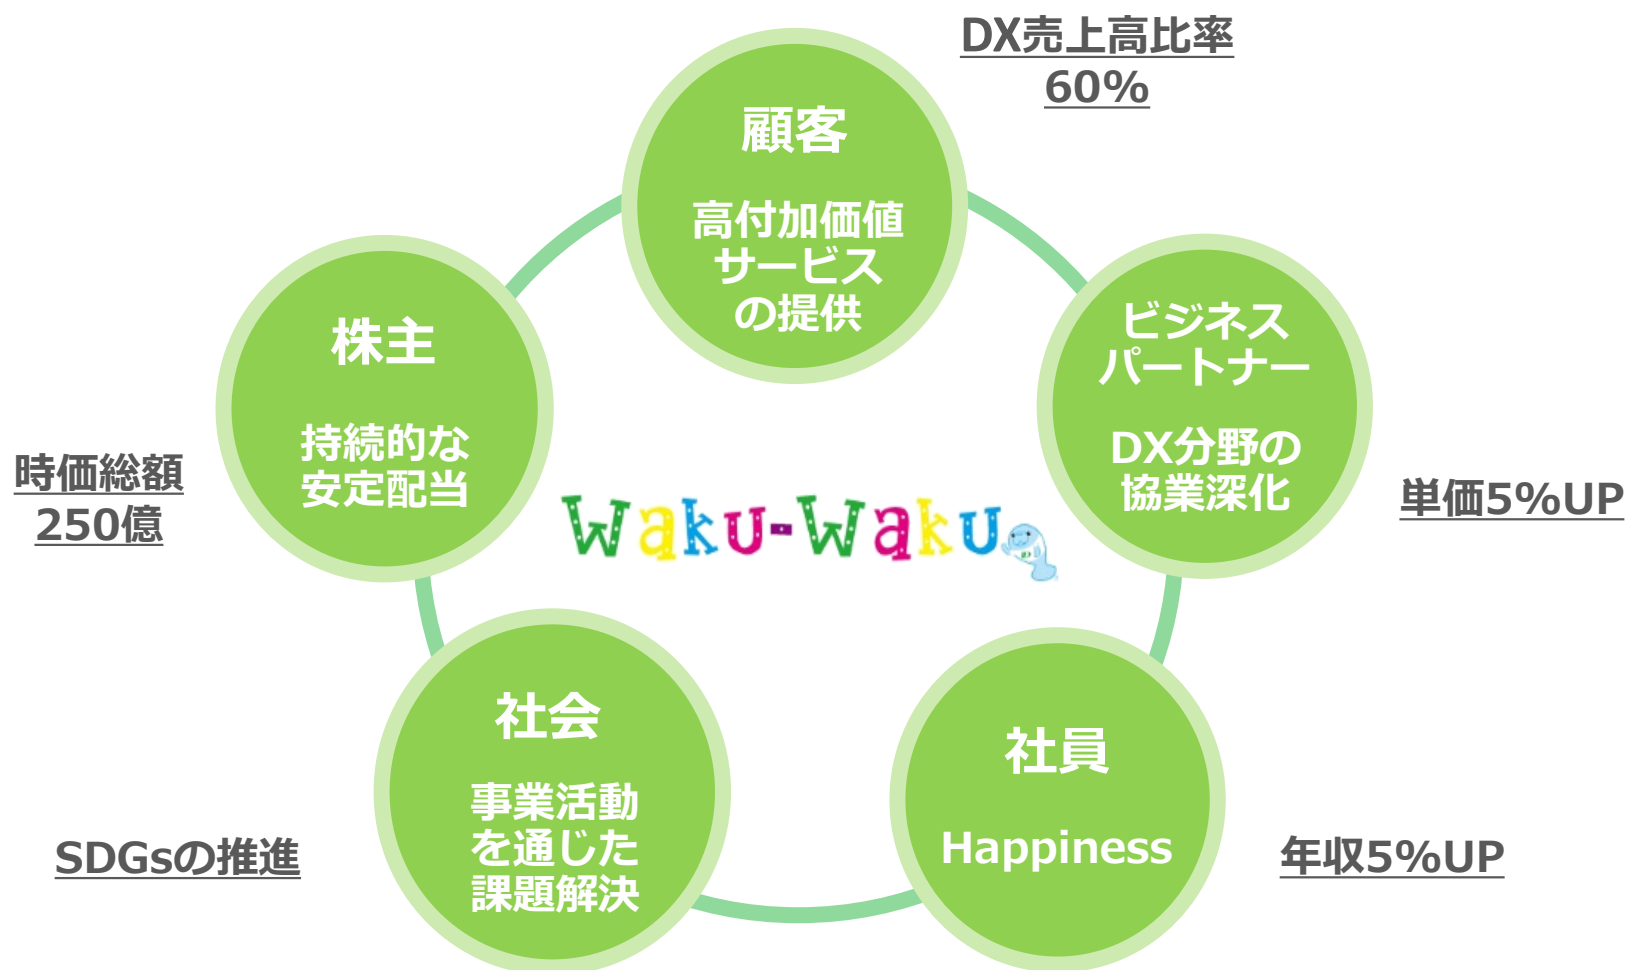 DX売上高比率
60%
顧客
高付加価値
サービス
の提供
ビジネス
パートナー
DX分野の
協業深化
単価5%UP
社員
Happiness
年収5%UP
社会
事業活動
を通じた
課題解決
SDGsの推進
株主
持続的な
安定配当
時価総額
250億
Waku-Waku